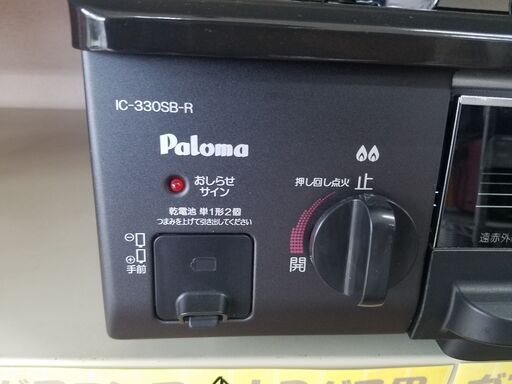 IC-330SB-R
Paloma
おしらせ
サイン
乾電池 単1形2個
つまみを上げて引き出してください
⊖
⊕
手前
押し回し点火
止
開
遠赤外